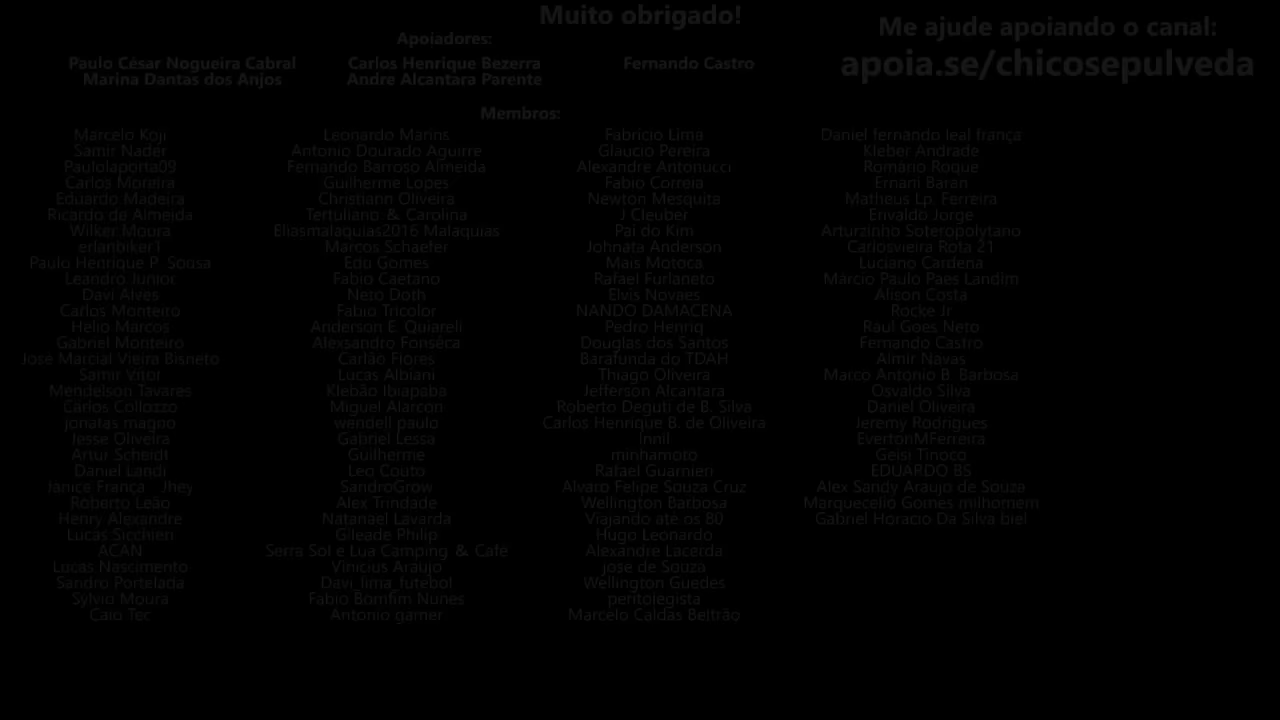 Muito obrigado!
Me ajude apoiando o canal:
apoia.se/chicosepulveda
Apoiadores:
Paulo César Nogueira Cabral
Marina Dantas dos Anjos
Carlos Henrique Bezerra
Andre Alcantara Parente
Fernando Castro
Membros:
Marcelo Koji
Samir Nader
Paulolaporta09
Carlos Moreira
Eduardo Madeira
Ricardo de Almeida
Wilker Moura
erlanbiker1
Paulo Henrique P. Sousa
Leandro Junior
Davi Alves
Carlos Monteiro
Helio Marcos
Gabriel Monteiro
Jose Marcial Vieira Bisneto
Samir Vitor
Mendelson Tavares
Carlos Collozzo
jonatas magno
Jesse Oliveira
Artur Scheidt
Daniel Landi
Janice França _Jhey
Roberto Leão
Henry Alexandre
Lucas Sicchieri
ACAN
Lucas Nascimento
Sandro Portelada
Sylvio Moura
Caio Tec
Leonardo Marins
Antonio Dourado Aguirre
Fernando Barroso Almeida
Guilherme Lopes
Christiann Oliveira
Tertuliano & Carolina
Eliasmalaquias2016 Malaquias
Marcos Schaefer
Edu Gomes
Fabio Caetano
Neto Doth
Fabio Tricolor
Anderson E. Quiareli
Alexsandro Fonsêca
Carlão Flores
Lucas Albiani
Klebão Ibiapaba
Miguel Alarcon
wendell paulo
Gabriel Lessa
Guilherme
Leo Couto
SandroGrow
Alex Trindade
Natanael Lavarda
Gileade Philip
Serra Sol e Lua Camping & Café
Vinicius Araujo
Davi_lima_futebol
Fabio Bomfim Nunes
Antonio gamer
Fabricio Lima
Glaucio Pereira
Alexandre Antonucci
Fabio Correia
Newton Mesquita
J Cleuber
Pai do Kim
Johnata Anderson
Mais Motoca
Rafael Furlaneto
Elvis Novaes
NANDO DAMACENA
Pedro Henriq
Douglas dos Santos
Barafunda do TDAH
Thiago Oliveira
Jefferson Alcantara
Roberto Deguti de B. Silva
Carlos Henrique B. de Oliveira
Innil
minhamoto
Rafael Guarnieri
Alvaro Felipe Souza Cruz
Wellington Barbosa
Viajando até os 80
Hugo Leonardo
Alexandre Lacerda
jose de Souza
Wellington Guedes
peritolegista
Marcelo Caldas Beltrão
Daniel fernando leal frança
Kleber Andrade
Romário Roque
Ernani Baran
Matheus Lp. Ferreira
Erivaldo Jorge
Arturzinho Soteropolytano
Carlosvieira Rota 21
Luciano Cardena
Márcio Paulo Paes Landim
Alison Costa
Rocke Jr
Raul Goes Neto
Fernando Castro
Almir Navas
Marco Antonio B. Barbosa
Osvaldo Silva
Daniel Oliveira
Jeremy Rodrigues
EvertonMFerreira
Geisi Tinoco
EDUARDO BS
Alex Sandy Araujo de Souza
Marquecelio Gomes milhomem
Gabriel Horacio Da Silva biel